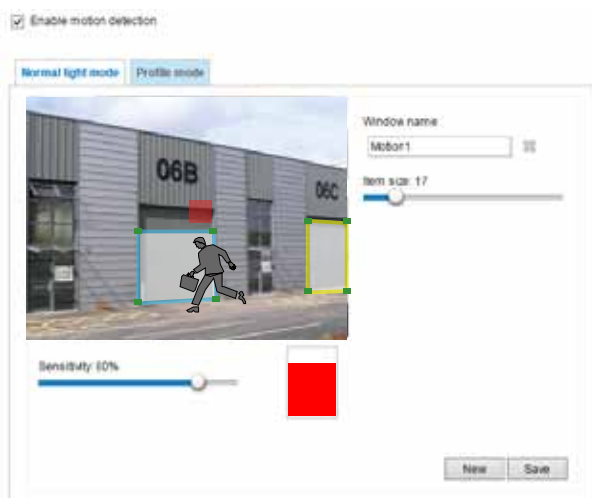 Enable motion detection
Normal light mode
Profile mode
Window name
Motion1
Item size: 17
06B
06C
Sensitivity: 80%
New
Save